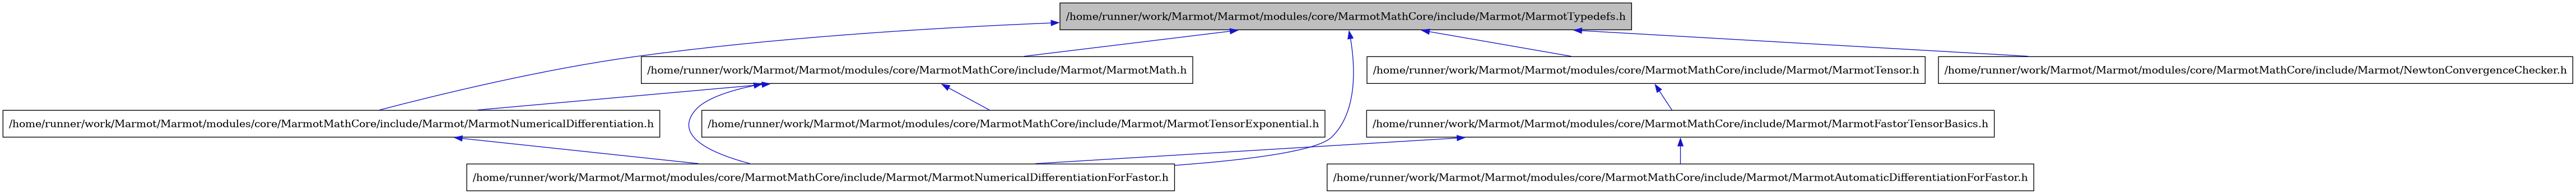 /home/runner/work/Marmot/Marmot/modules/core/MarmotMathCore/include/Marmot/MarmotTypedefs.h
/home/runner/work/Marmot/Marmot/modules/core/MarmotMathCore/include/Marmot/MarmotMath.h
/home/runner/work/Marmot/Marmot/modules/core/MarmotMathCore/include/Marmot/MarmotTensor.h
/home/runner/work/Marmot/Marmot/modules/core/MarmotMathCore/include/Marmot/NewtonConvergenceChecker.h
/home/runner/work/Marmot/Marmot/modules/core/MarmotMathCore/include/Marmot/MarmotNumericalDifferentiation.h
/home/runner/work/Marmot/Marmot/modules/core/MarmotMathCore/include/Marmot/MarmotTensorExponential.h
/home/runner/work/Marmot/Marmot/modules/core/MarmotMathCore/include/Marmot/MarmotFastorTensorBasics.h
/home/runner/work/Marmot/Marmot/modules/core/MarmotMathCore/include/Marmot/MarmotNumericalDifferentiationForFastor.h
/home/runner/work/Marmot/Marmot/modules/core/MarmotMathCore/include/Marmot/MarmotAutomaticDifferentiationForFastor.h